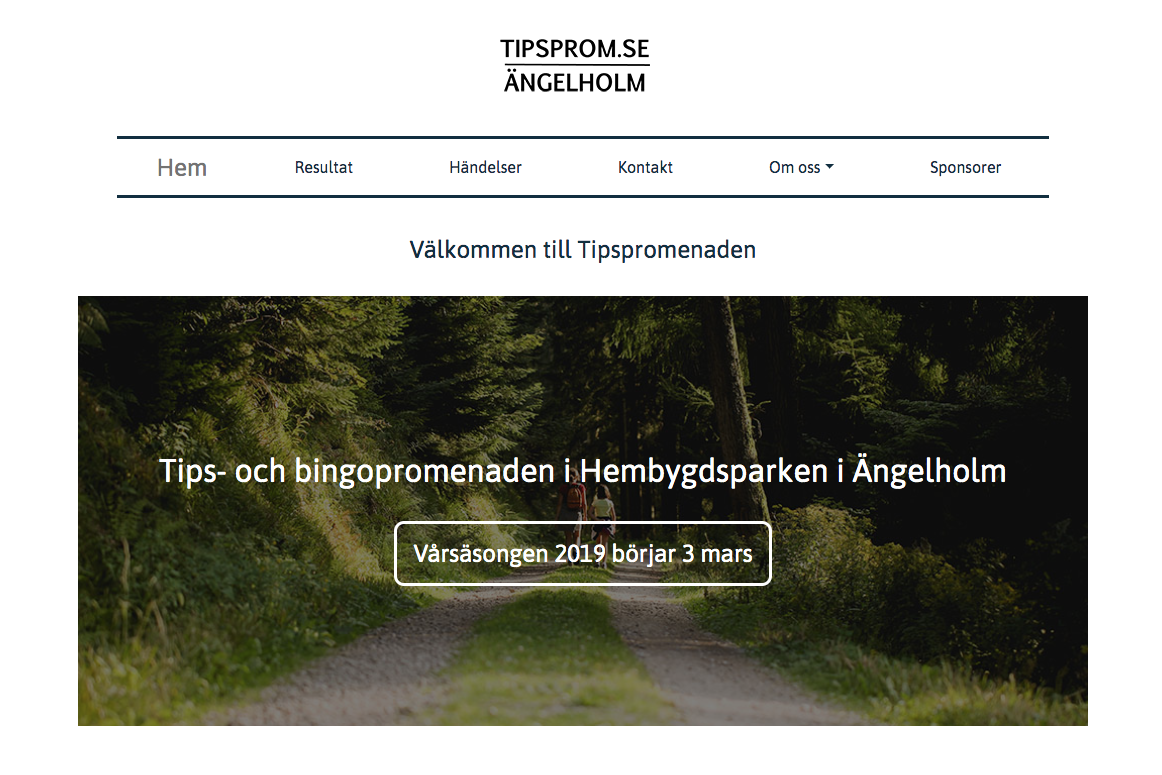 TIPSPROM.SE
ÄNGELHOLM
Hem Resultat Händelser Kontakt Om oss Sponsorer
Välkommen till Tipspromenaden
Tips- och bingopromenaden i Hembygdsparken i Ängelholm
Vårsäsongen 2019 börjar 3 mars